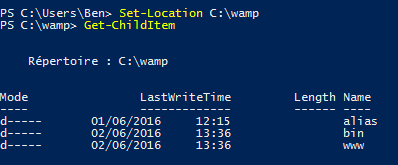 PS C:\Users\Ben> Set-Location C:\wamp
PS C:\wamp> Get-ChildItem
Répertoire : C:\wamp
Mode LastWriteTime Length Name
---- ------------- ------ ----
d----- 01/06/2016 12:15 alias
d----- 02/06/2016 13:36 bin
d----- 02/06/2016 13:36 www